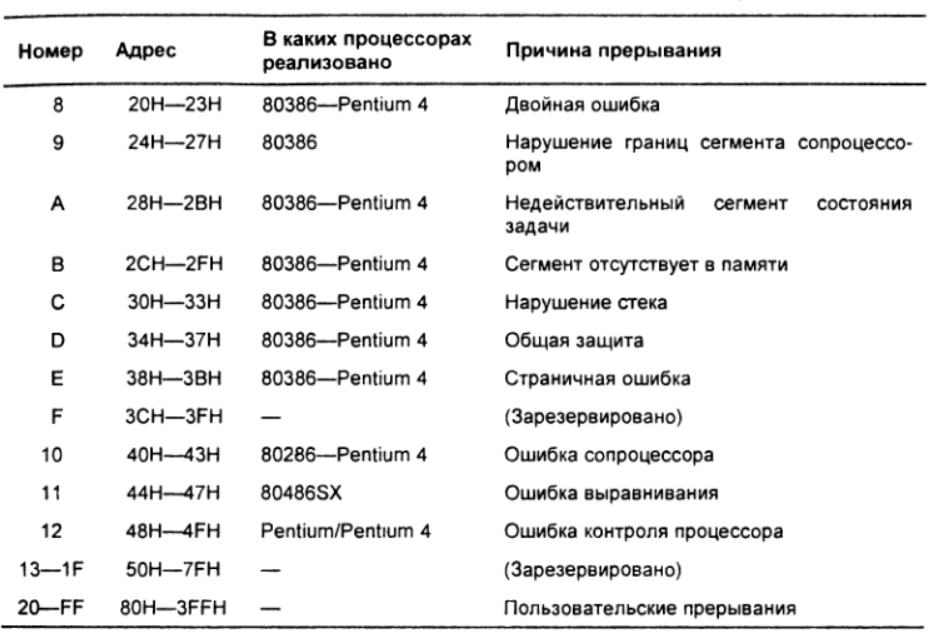 Номер Адрес В каких процессорах реализовано Причина прерывания
8 20H—23H 80386—Pentium 4 Двойная ошибка
9 24H—27H 80386 Нарушение границ сегмента сопроцессо-
ром
A 28H—2BH 80386—Pentium 4 Недействительный сегмент состояния
задачи
B 2CH—2FH 80386—Pentium 4 Сегмент отсутствует в памяти
C 30H—33H 80386—Pentium 4 Нарушение стека
D 34H—37H 80386—Pentium 4 Общая защита
E 38H—3BH 80386—Pentium 4 Страничная ошибка
F 3CH—3FH — (Зарезервировано)
10 40H—43H 80286—Pentium 4 Ошибка сопроцессора
11 44H—47H 80486SX Ошибка выравнивания
12 48H—4FH Pentium/Pentium 4 Ошибка контроля процессора
13—1F 50H—7FH — (Зарезервировано)
20—FF 80H—3FFH — Пользовательские прерывания